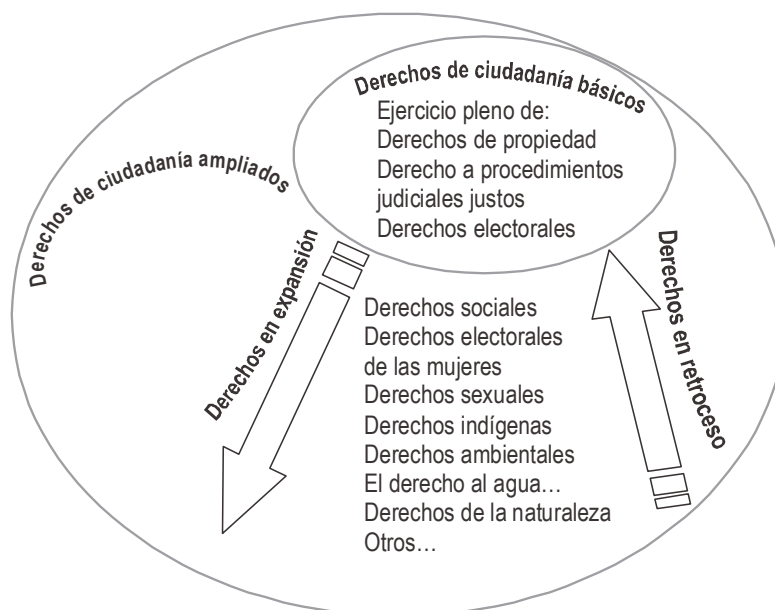 Derechos de ciudadanía básicos
Ejercicio pleno de:
Derechos de propiedad
Derecho a procedimientos
judiciales justos
Derechos electorales
Derechos de ciudadanía ampliados
Derechos en expansión
Derechos sociales
Derechos electorales
de las mujeres
Derechos sexuales
Derechos indígenas
Derechos ambientales
El derecho al agua…
Derechos de la naturaleza
Otros…
Derechos en retroceso